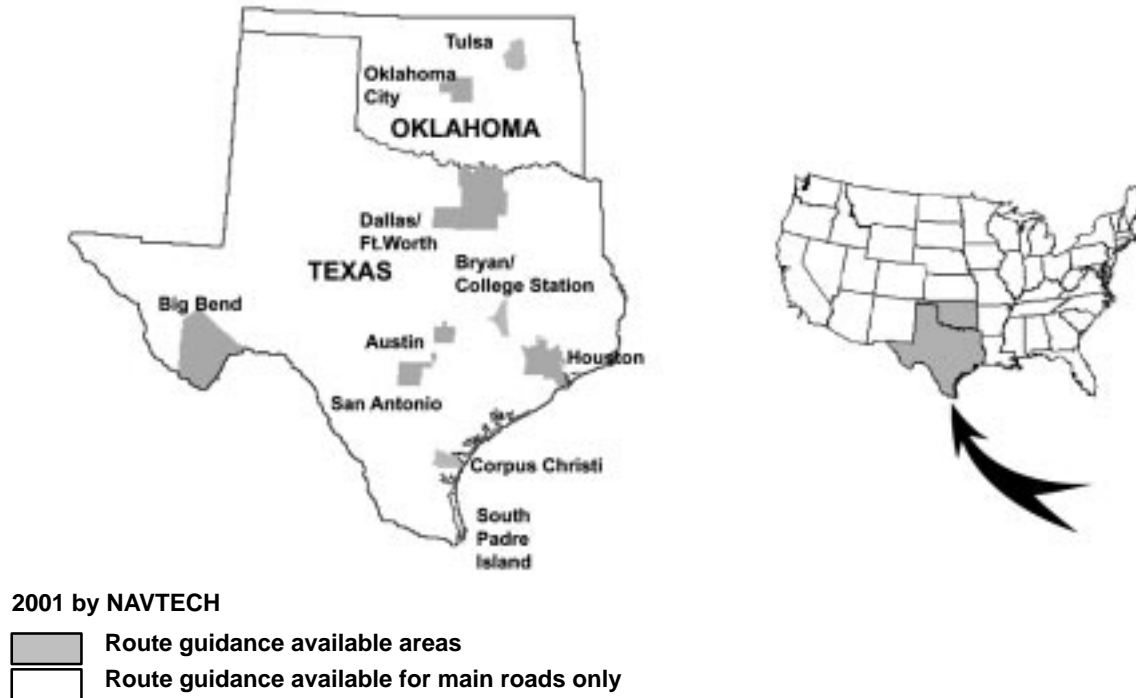 Tulsa
Oklahoma
City
OKLAHOMA
Dallas/
Ft.Worth
TEXAS
Bryan/
College Station
Big Bend
Austin
Houston
San Antonio
Corpus Christi
South
Padre
Island
2001 by NAVTECH
Route guidance available areas
Route guidance available for main roads only